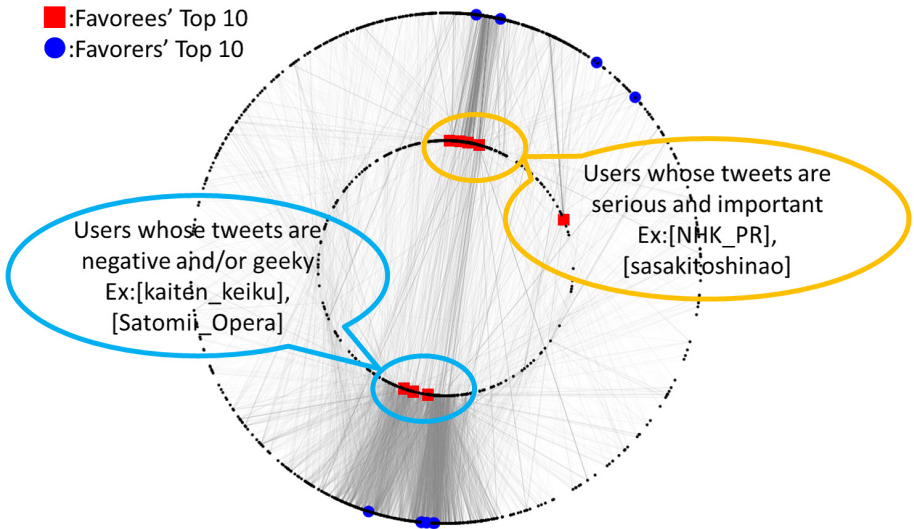 :Favorees' Top 10
:Favorers' Top 10
Users whose tweets are
serious and important
Ex:[NHK_PR],
[sasakitoshinao]
Users whose tweets are
negative and/or geeky
Ex:[kaiten_keiku],
[Satomii_Opera]